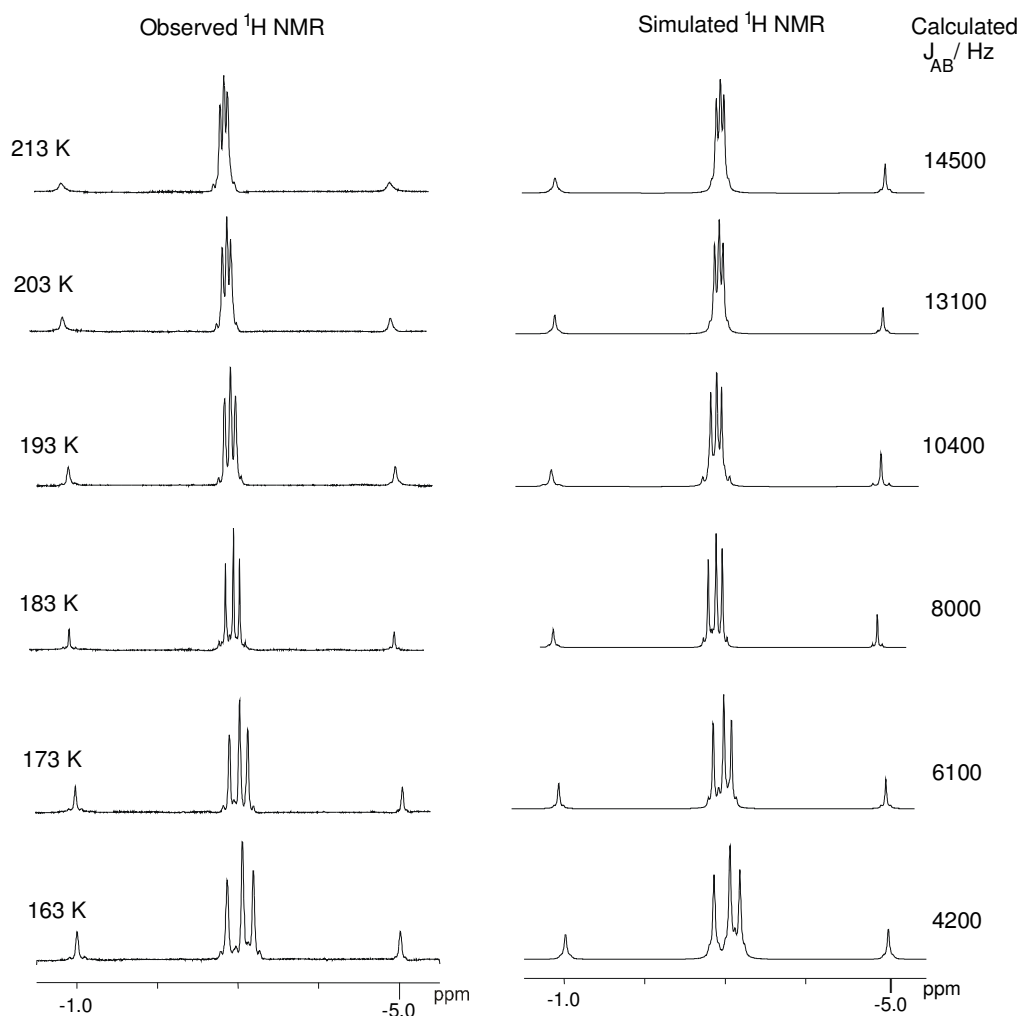 Observed ¹H NMR
Simulated ¹H NMR
Calculated
J_AB/ Hz
213 K
14500
203 K
13100
193 K
10400
183 K
8000
173 K
6100
163 K
4200
-1.0
-5.0
ppm
-1.0
-5.0
ppm